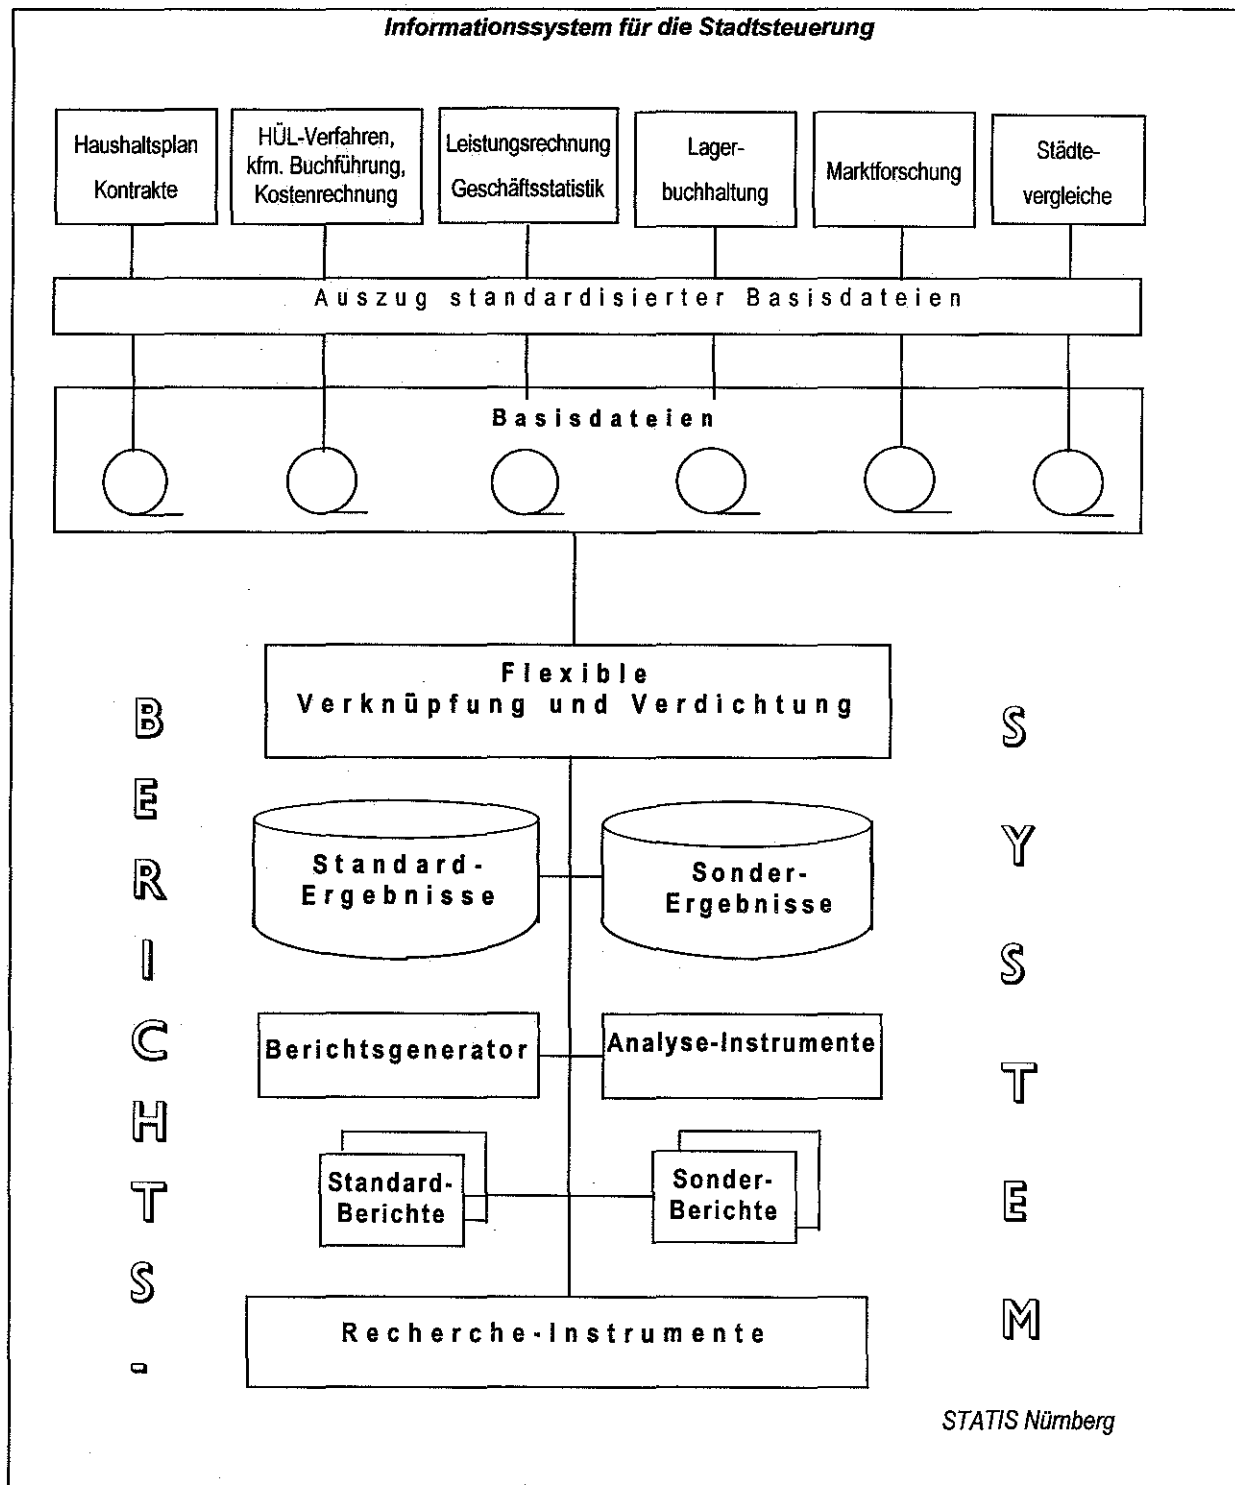 Informationssystem für die Stadtsteuerung
Haushaltsplan
Kontrakte
HÜL-Verfahren,
kfm. Buchführung,
Kostenrechnung
Leistungsrechnung
Geschäftsstatistik
Lager-
buchhaltung
Marktforschung
Städte-
vergleiche
Auszug standardisierter Basisdateien
Basisdateien
Flexible
Verknüpfung und Verdichtung
BERICHTS-
SYSTEM
Standard-
Ergebnisse
Sonder-
Ergebnisse
Berichtsgenerator
Analyse-Instrumente
Standard-
Berichte
Sonder-
Berichte
Recherche-Instrumente
STATIS Nürnberg